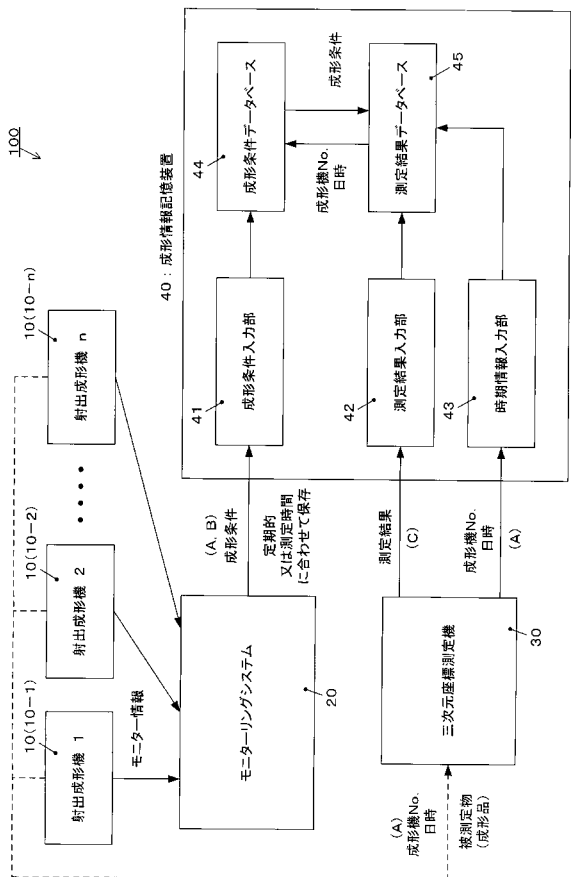 100
10(10-1)
射出成形機 1
10(10-2)
射出成形機 2
10(10-n)
射出成形機 n
モニター情報
モニターリングシステム
20
(A, B)
成形条件
定期的
又は測定時間
に合わせて保存
(A)
成形機No.
日時
被測定物
(成形品)
三次元座標測定機
30
測定結果
(C)
成形機No.
日時
(A)
40：成形情報記憶装置
41
成形条件入力部
42
測定結果入力部
43
時期情報入力部
44
成形条件データベース
成形機No.
日時
成形条件
測定結果データベース
45